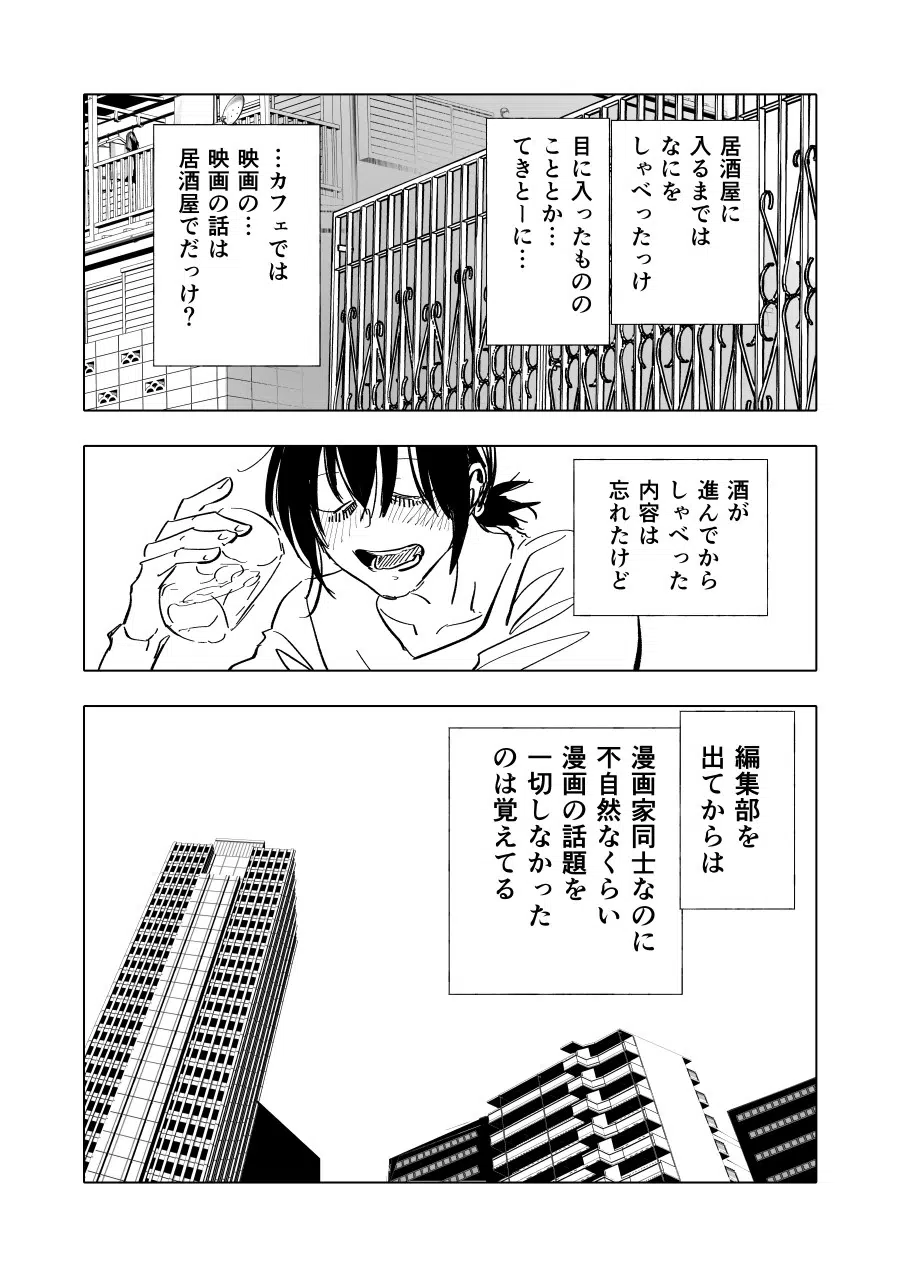 居酒屋に
入るまでは
なにを
しゃべったっけ
目に入ったものの
こととか…
てきとーに…
…カフェでは
映画の…
映画の話は
居酒屋でだっけ？
酒が
進んでから
しゃべった
内容は
忘れたけど
編集部を
出てからは
漫画家同士なのに
不自然なくらい
漫画の話題を
一切しなかった
のは覚えてる